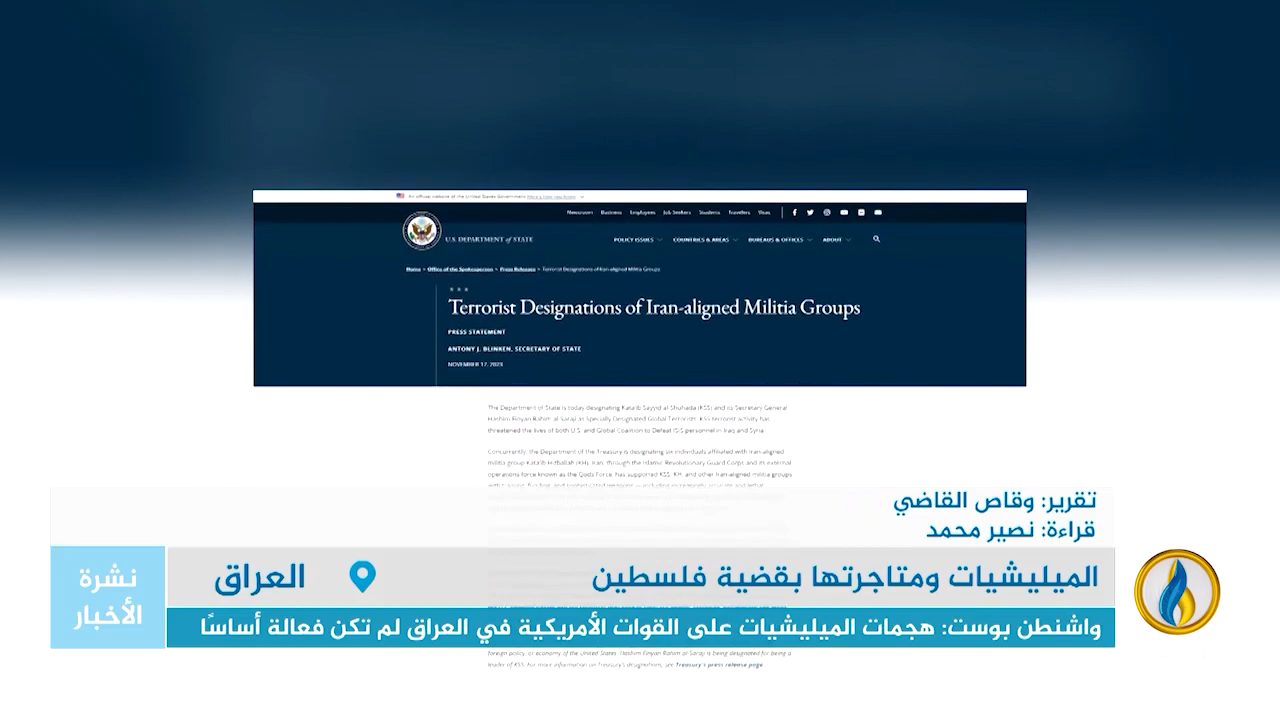 An official website of the United States Government Here's how you know
Newsroom Business Employees Job Seekers Students Travelers Visas
U.S. DEPARTMENT of STATE
POLICY ISSUES COUNTRIES & AREAS BUREAUS & OFFICES ABOUT
Home > Office of the Spokesperson > Press Releases > Terrorist Designations of Iran-aligned Militia Groups
Terrorist Designations of Iran-aligned Militia Groups
PRESS STATEMENT
ANTONY J. BLINKEN, SECRETARY OF STATE
NOVEMBER 17, 2023
The Department of State is today designating Kata'ib Sayyid al-Shuhada (KSS) and its Secretary General
Hashim Finyan Rahim al-Saraji as Specially Designated Global Terrorists. KSS terrorist activity has
threatened the lives of both U.S. and Global Coalition to Defeat ISIS personnel in Iraq and Syria.
Concurrently, the Department of the Treasury is designating six individuals affiliated with Iran-aligned
militia group Kata'ib Hizballah (KH). Iran, through the Islamic Revolutionary Guard Corps and its external
operations force known as the Qods Force, has supported KSS, KH, and other Iran-aligned militia groups
تقرير: وقاص القاضي
قراءة: نصير محمد
الميليشيات ومتاجرتها بقضية فلسطين
العراق
نشرة
الأخبار
واشنطن بوست: هجمات الميليشيات على القوات الأمريكية في العراق لم تكن فعالة أساسًا
foreign policy, or economy of the United States. Hashim Finyan Rahim al-Saraji is being designated for being a
leader of KSS. For more information on Treasury's designations, see Treasury's press release page.